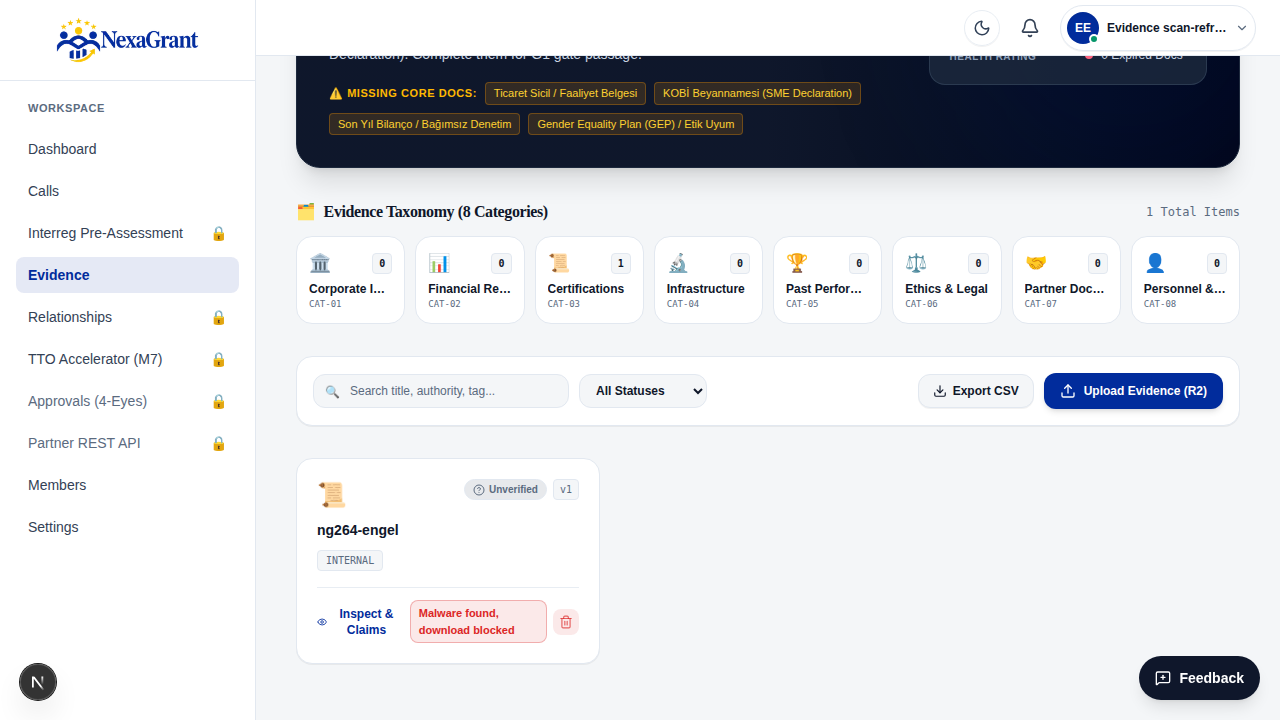 NexaGrant
EE
Evidence scan-refr…
WORKSPACE
Dashboard
Calls
Interreg Pre-Assessment
Evidence
Relationships
TTO Accelerator (M7)
Approvals (4-Eyes)
Partner REST API
Members
Settings
N
MISSING CORE DOCS:
Ticaret Sicil / Faaliyet Belgesi
KOBİ Beyannamesi (SME Declaration)
Son Yıl Bilanço / Bağımsız Denetim
Gender Equality Plan (GEP) / Etik Uyum
Evidence Taxonomy (8 Categories)
1 Total Items
0
Corporate I…
CAT-01
0
Financial Re…
CAT-02
1
Certifications
CAT-03
0
Infrastructure
CAT-04
0
Past Perfor…
CAT-05
0
Ethics & Legal
CAT-06
0
Partner Doc…
CAT-07
0
Personnel &…
CAT-08
Search title, authority, tag...
All Statuses
Export CSV
Upload Evidence (R2)
Unverified
v1
ng264-engel
INTERNAL
Inspect &
Claims
Malware found,
download blocked
Feedback